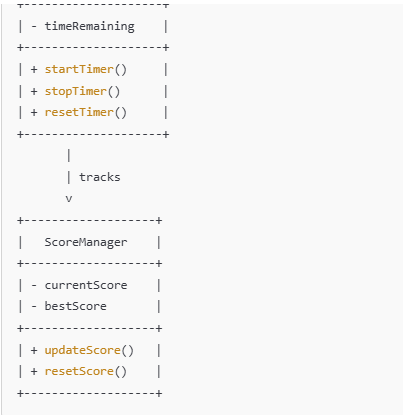 +--------------------+
| - timeRemaining    |
+--------------------+
| + startTimer()     |
| + stopTimer()      |
| + resetTimer()     |
+--------------------+
       |
       | tracks
       v
+-------------------+
|   ScoreManager    |
+-------------------+
| - currentScore    |
| - bestScore       |
+-------------------+
| + updateScore()   |
| + resetScore()    |
+-------------------+